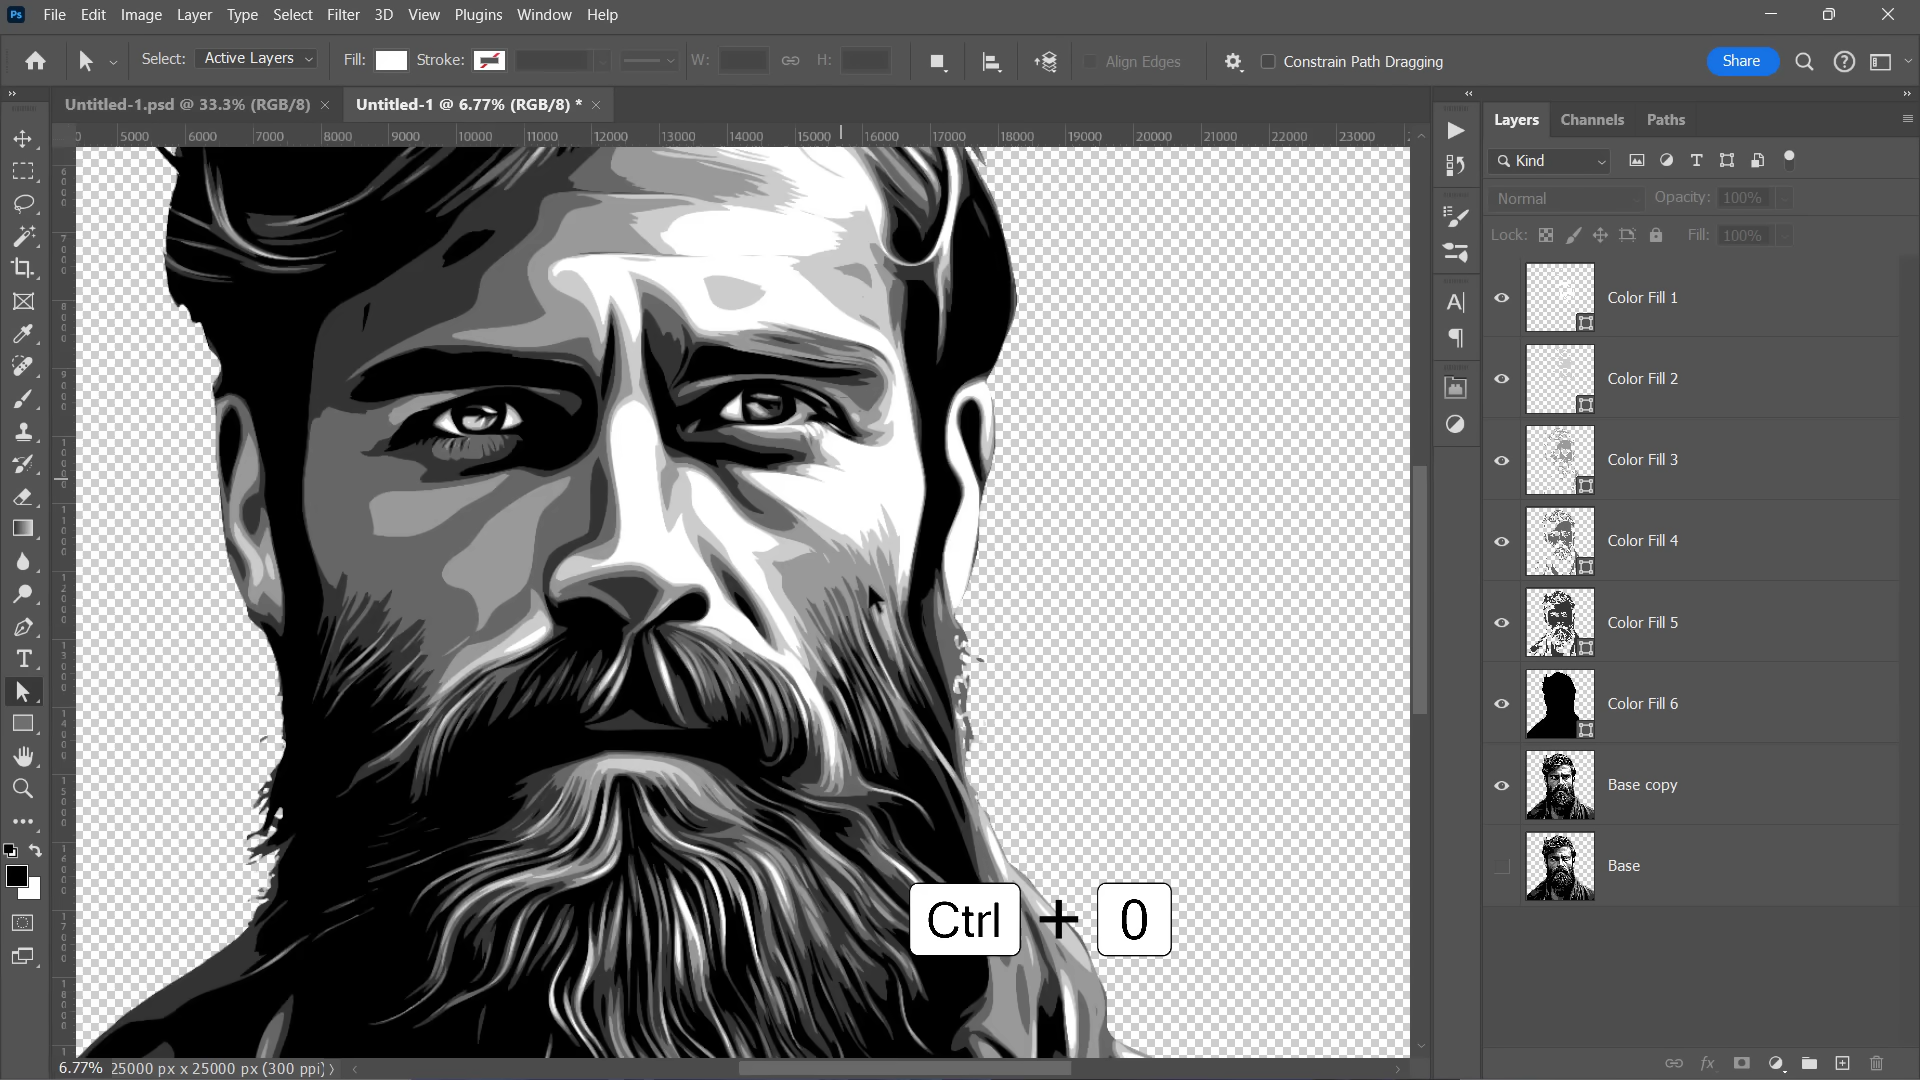 Ps File Edit Image Layer Type Select Filter 3D View Plugins Window Help
Select: Active Layers Fill: Stroke: W: H: Align Edges Constrain Path Dragging Share
Untitled-1.psd @ 33.3% (RGB/8) × Untitled-1 @ 6.77% (RGB/8) * ×
5000 6000 7000 8000 9000 10000 11000 12000 13000 14000 15000 16000 17000 18000 19000 20000 21000 22000 23000
Layers Channels Paths
Kind
Normal Opacity: 100%
Lock: Fill: 100%
Color Fill 1
Color Fill 2
Color Fill 3
Color Fill 4
Color Fill 5
Color Fill 6
Base copy
Base
Ctrl + 0
6.77% 25000 px x 25000 px (300 ppi)